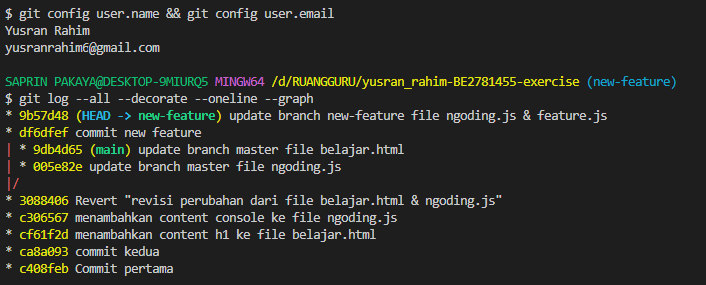 $ git config user.name && git config user.email
Yusran Rahim
yusranrahim6@gmail.com
SAPRIN PAKAYA@DESKTOP-9MIURQ5 MINGW64 /d/RUANGGURU/yusran_rahim-BE2781455-exercise (new-feature)
$ git log --all --decorate --oneline --graph
* 9b57d48 (HEAD -> new-feature) update branch new-feature file ngoding.js & feature.js
* df6dfef commit new feature
| * 9db4d65 (main) update branch master file belajar.html
| * 005e82e update branch master file ngoding.js
|/
* 3088406 Revert "revisi perubahan dari file belajar.html & ngoding.js"
* c306567 menambahkan content console ke file ngoding.js
* cf61f2d menambahkan content h1 ke file belajar.html
* ca8a093 commit kedua
* c408feb Commit pertama